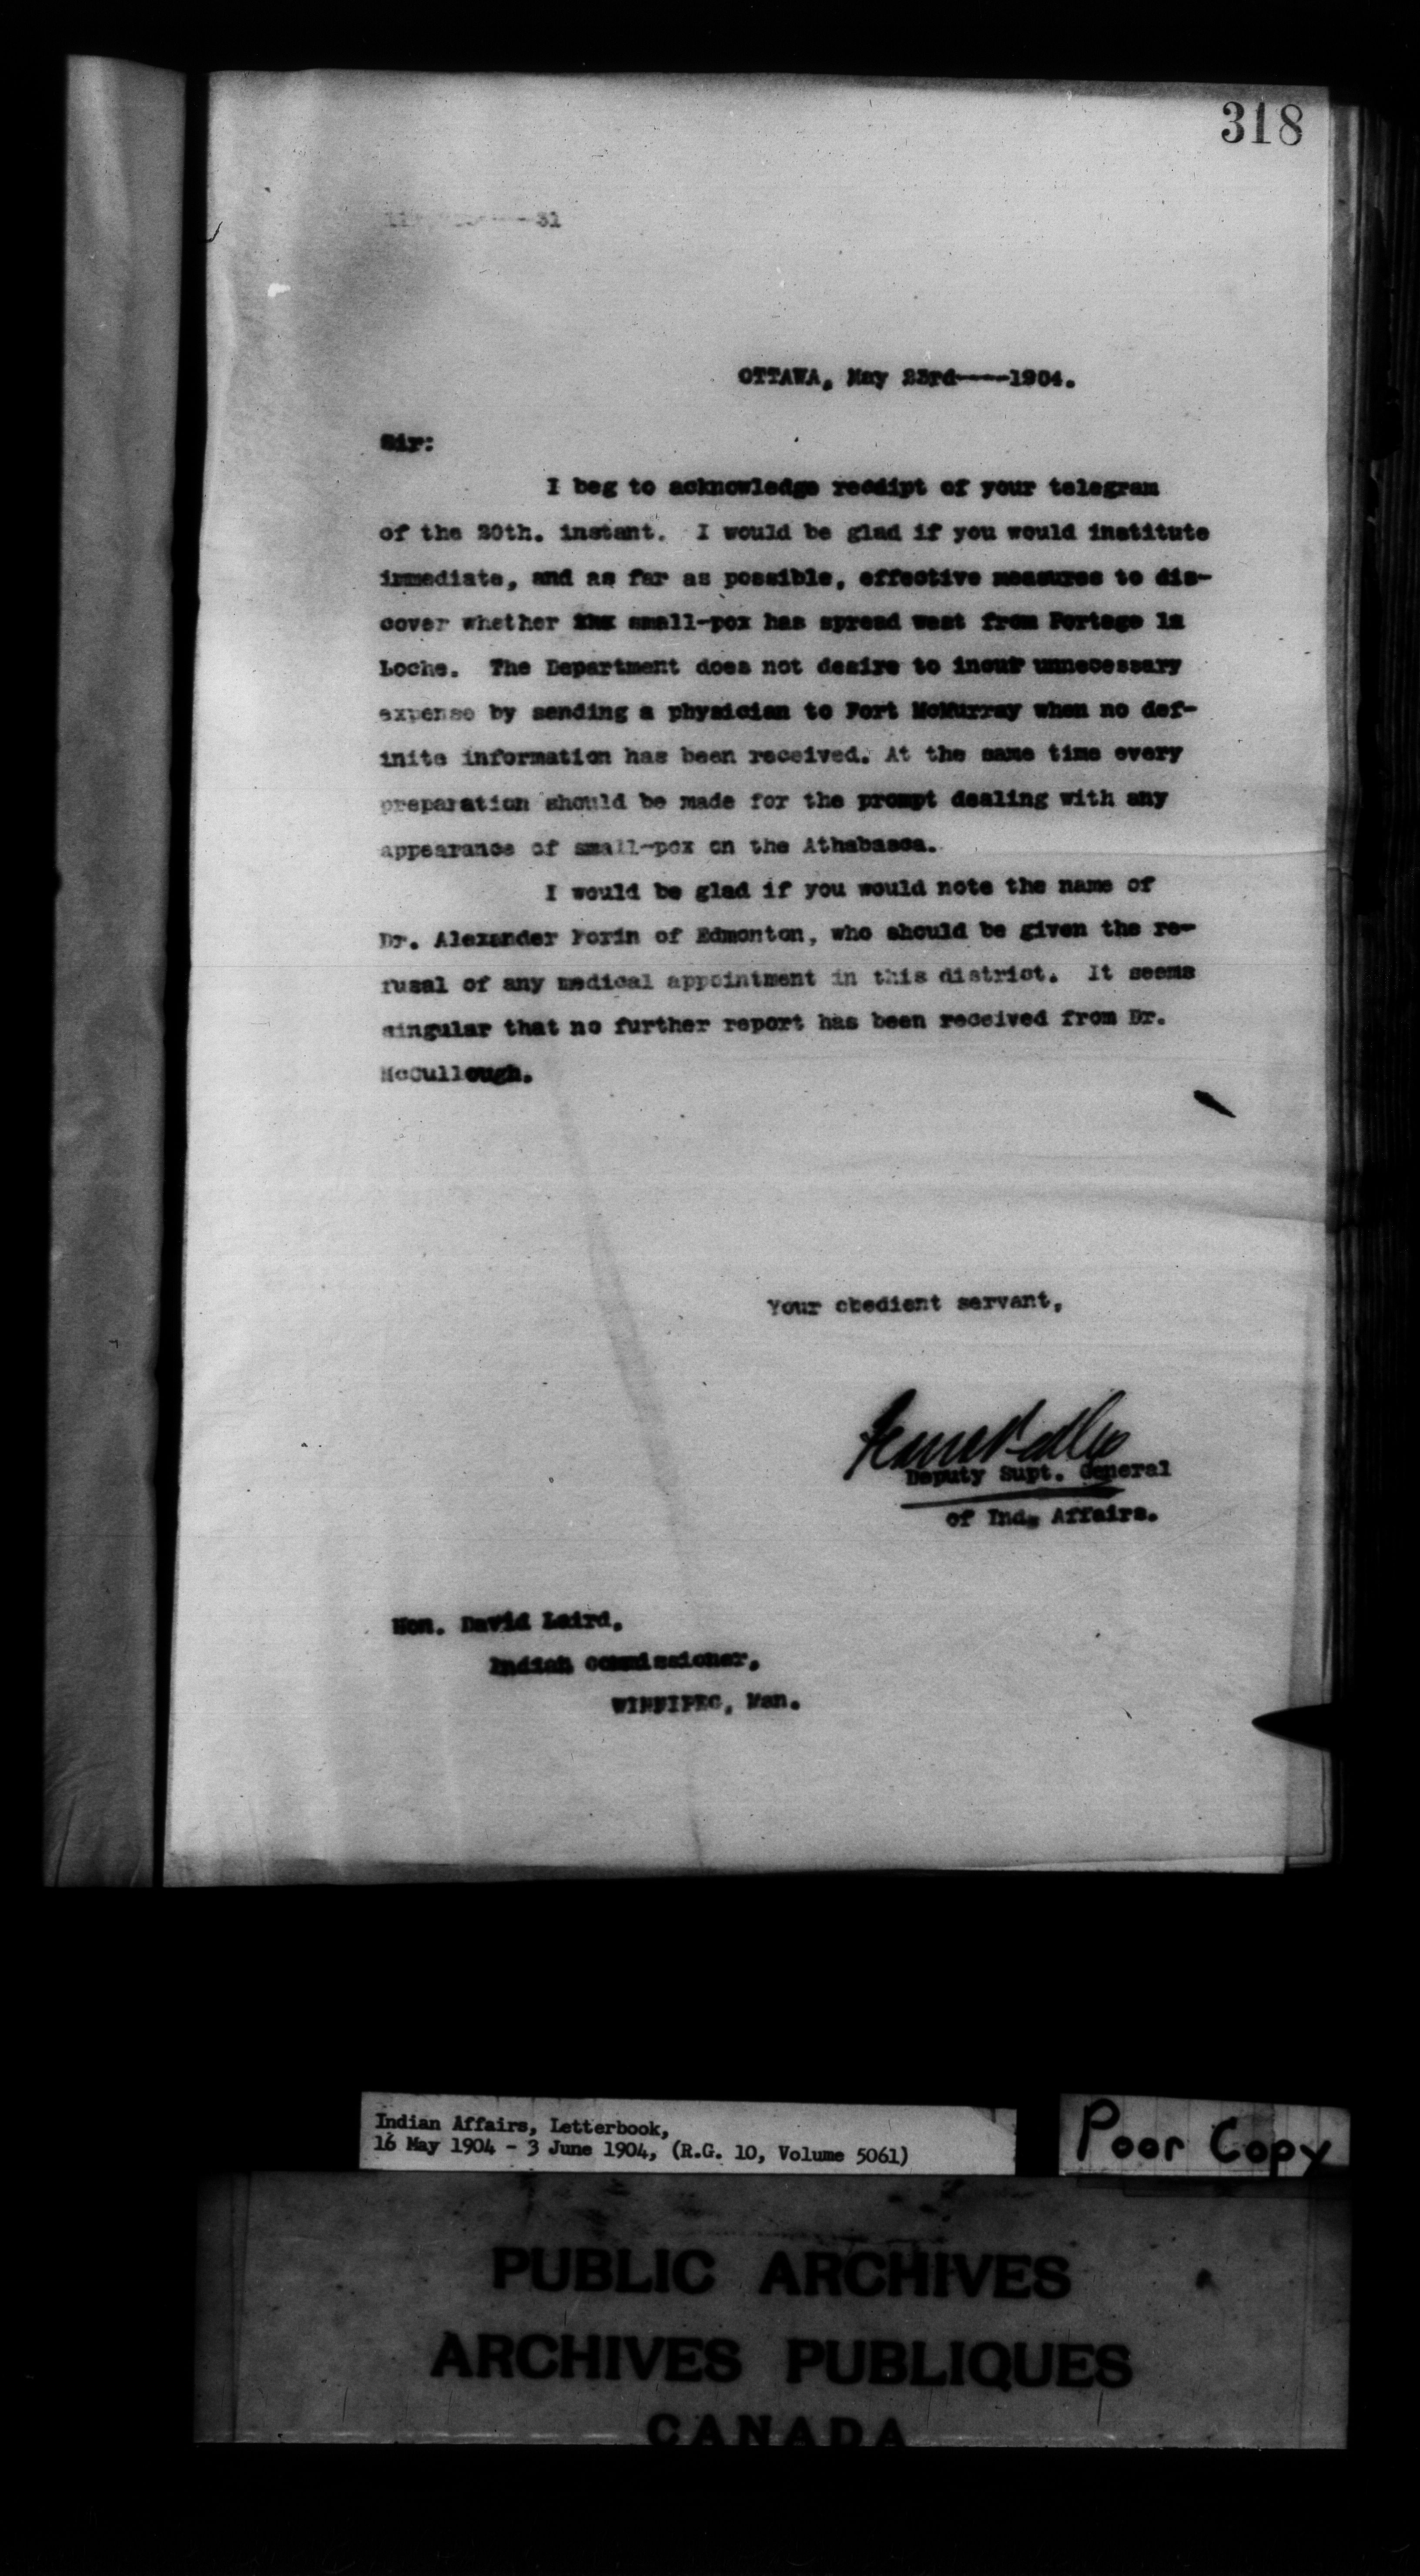 318
31
OTTAWA, May 23rd----1904.
Sir:
I beg to acknowledge receipt of your telegram
of the 20th. instant. I would be glad if you would institute
immediate, and as far as possible, effective measures to dis-
cover whether small-pox has spread west from Portage la
Loche. The Department does not desire to incur unnecessary
expense by sending a physician to Fort McMurray when no def-
inite information has been received. At the same time every
preparation should be made for the prompt dealing with any
appearance of small-pox on the Athabasca.
I would be glad if you would note the name of
Dr. Alexander Forin of Edmonton, who should be given the re-
fusal of any medical appointment in this district. It seems
singular that no further report has been received from Dr.
McCullough.
Your obedient servant,
Deputy Supt. General
of Ind. Affairs.
Hon. David Laird,
Indian Commissioner,
WINNIPEG, Man.
Indian Affairs, Letterbook,
16 May 1904 - 3 June 1904, (R.G. 10, Volume 5061)
Poor Copy
PUBLIC ARCHIVES
ARCHIVES PUBLIQUES
CANADA